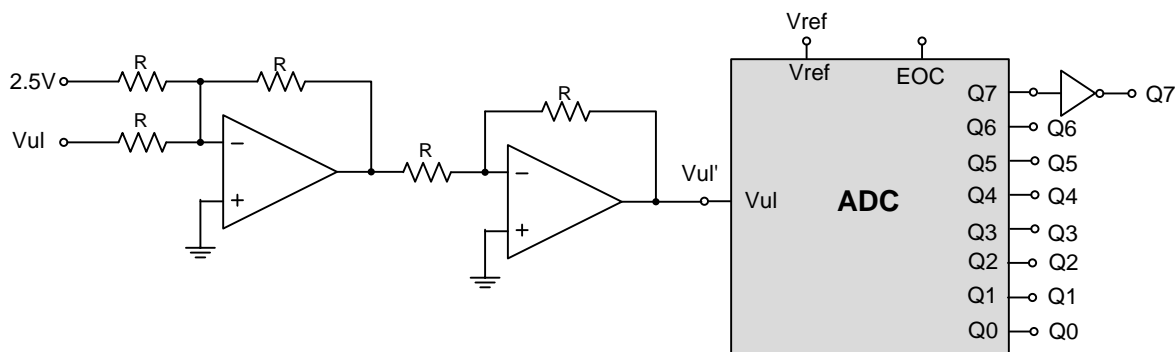 Vref
R
R
Vref
EOC
2.5V
R
Q7
Q7
Vul
R
Q6
Q6
R
Q5
Q5
Vul'
Vul
ADC
Q4
Q4
Q3
Q3
Q2
Q2
Q1
Q1
Q0
Q0
−
+
−
+